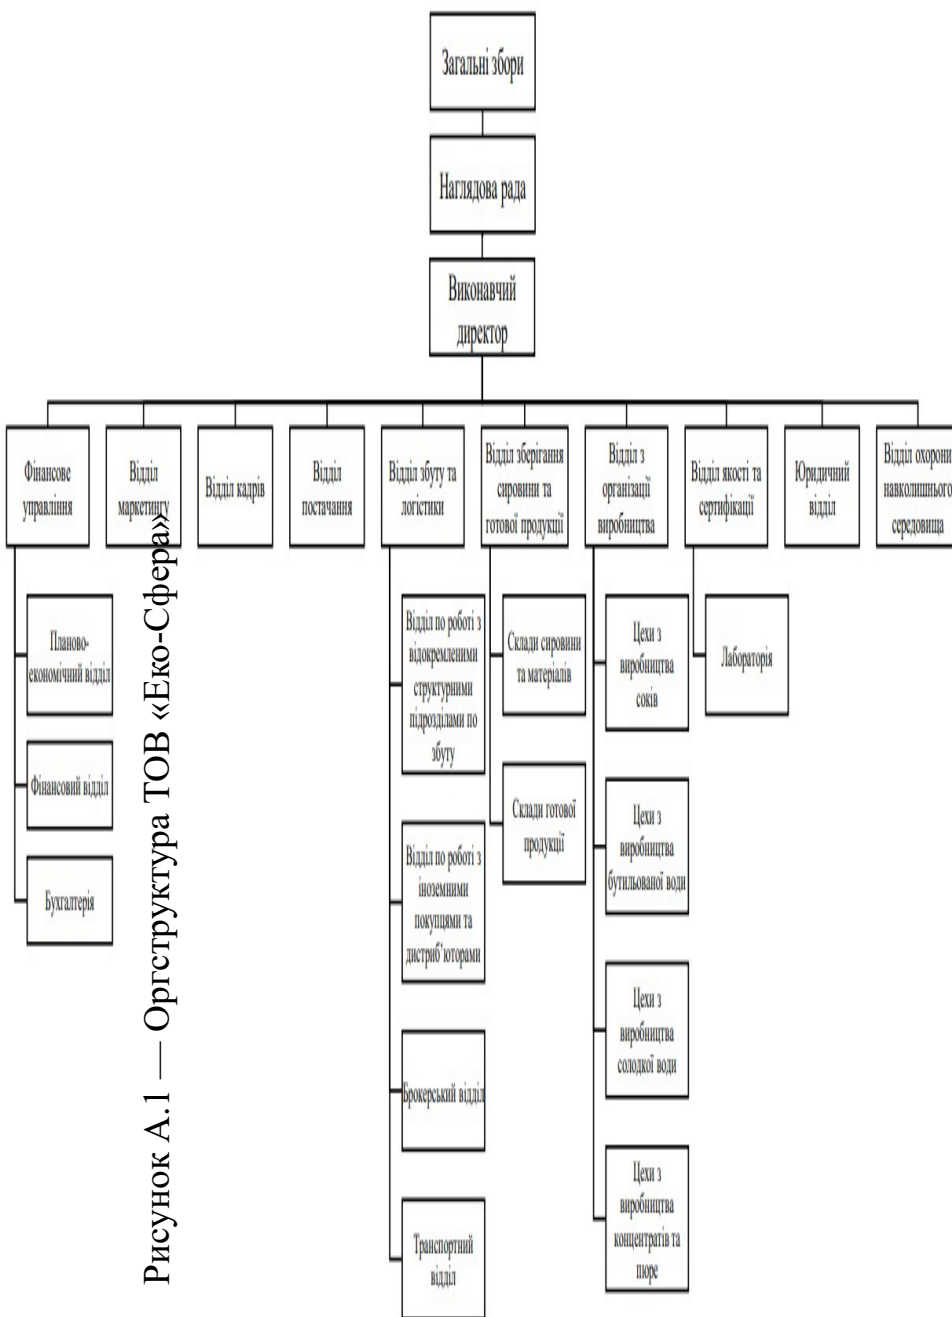 Загальні збори
Наглядова рада
Виконавчий
директор
Фінансове
управління
Відділ
маркетингу
Відділ кадрів
Відділ
постачання
Відділ збуту та
логістики
Відділ зберігання
сировини та
готової продукції
Відділ з
організації
виробництва
Відділ якості та
сертифікації
Юридичний
відділ
Відділ охорони
навколишнього
середовища
Планово-
економічний відділ
Фінансовий відділ
Бухгалтерія
Відділ по роботі з
відокремленими
структурними
підрозділами по
збуту
Відділ по роботі з
іноземними
покупцями та
дистриб`юторами
Брокерський відділ
Транспортний
відділ
Склади сировини
та матеріалів
Склади готової
продукції
Цехи з
виробництва
соків
Цехи з
виробництва
бутильованої води
Цехи з
виробництва
солодкої води
Цехи з
виробництва
концентратів та
пюре
Лабораторія
Рисунок А.1 — Оргструктура ТОВ «Еко-Сфера»